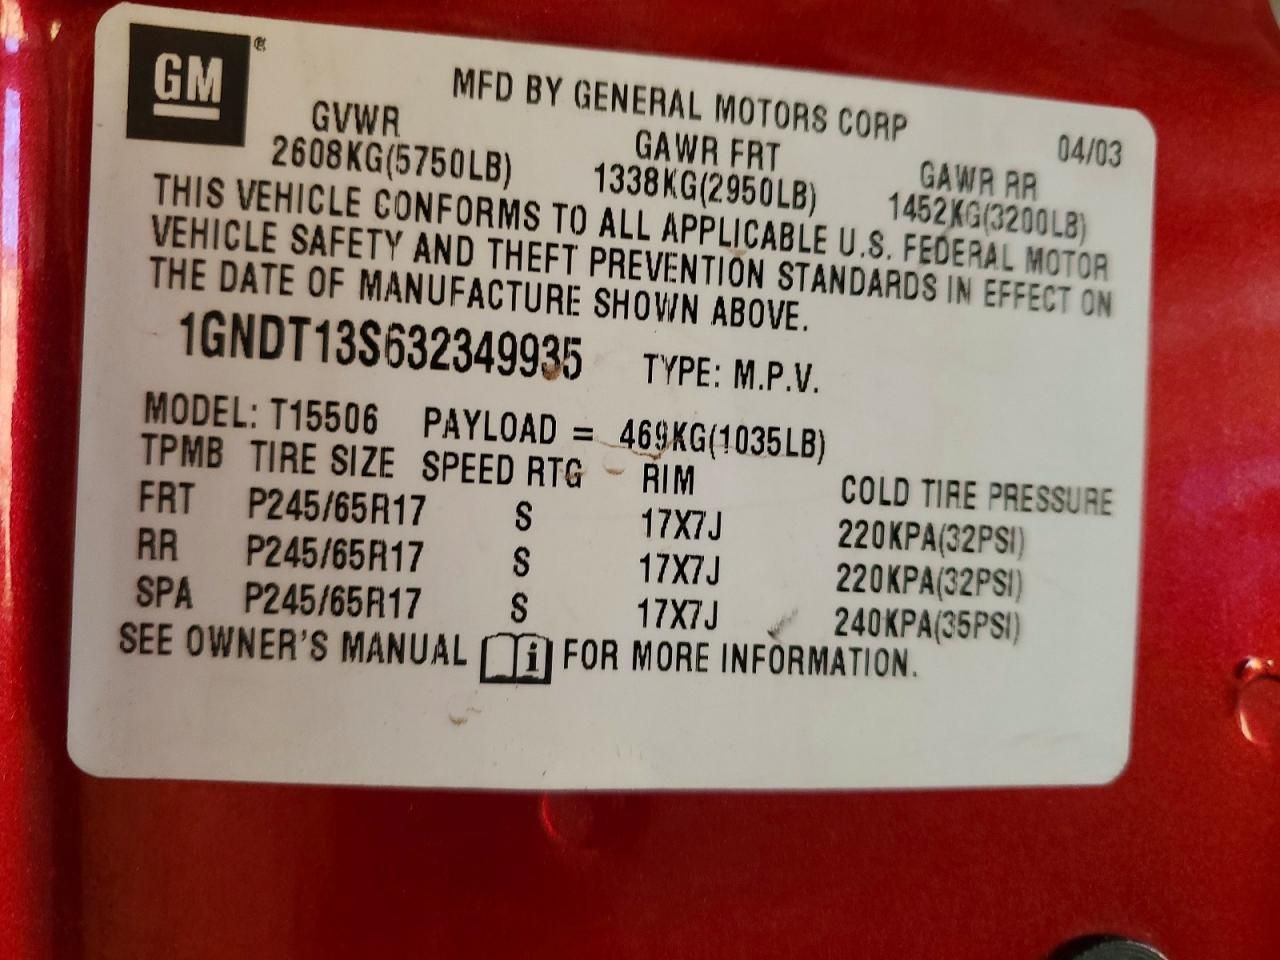 GM®
MFD BY GENERAL MOTORS CORP
04/03
GVWR GAWR FRT GAWR RR
2608KG(5750LB) 1338KG(2950LB) 1452KG(3200LB)
THIS VEHICLE CONFORMS TO ALL APPLICABLE U.S. FEDERAL MOTOR
VEHICLE SAFETY AND THEFT PREVENTION STANDARDS IN EFFECT ON
THE DATE OF MANUFACTURE SHOWN ABOVE.
1GNDT13S632349935 TYPE: M.P.V.
MODEL: T15506 PAYLOAD = 469KG(1035LB)
TPMB TIRE SIZE SPEED RTG RIM COLD TIRE PRESSURE
FRT P245/65R17 S 17X7J 220KPA(32PSI)
RR P245/65R17 S 17X7J 220KPA(32PSI)
SPA P245/65R17 S 17X7J 240KPA(35PSI)
SEE OWNER'S MANUAL i FOR MORE INFORMATION.